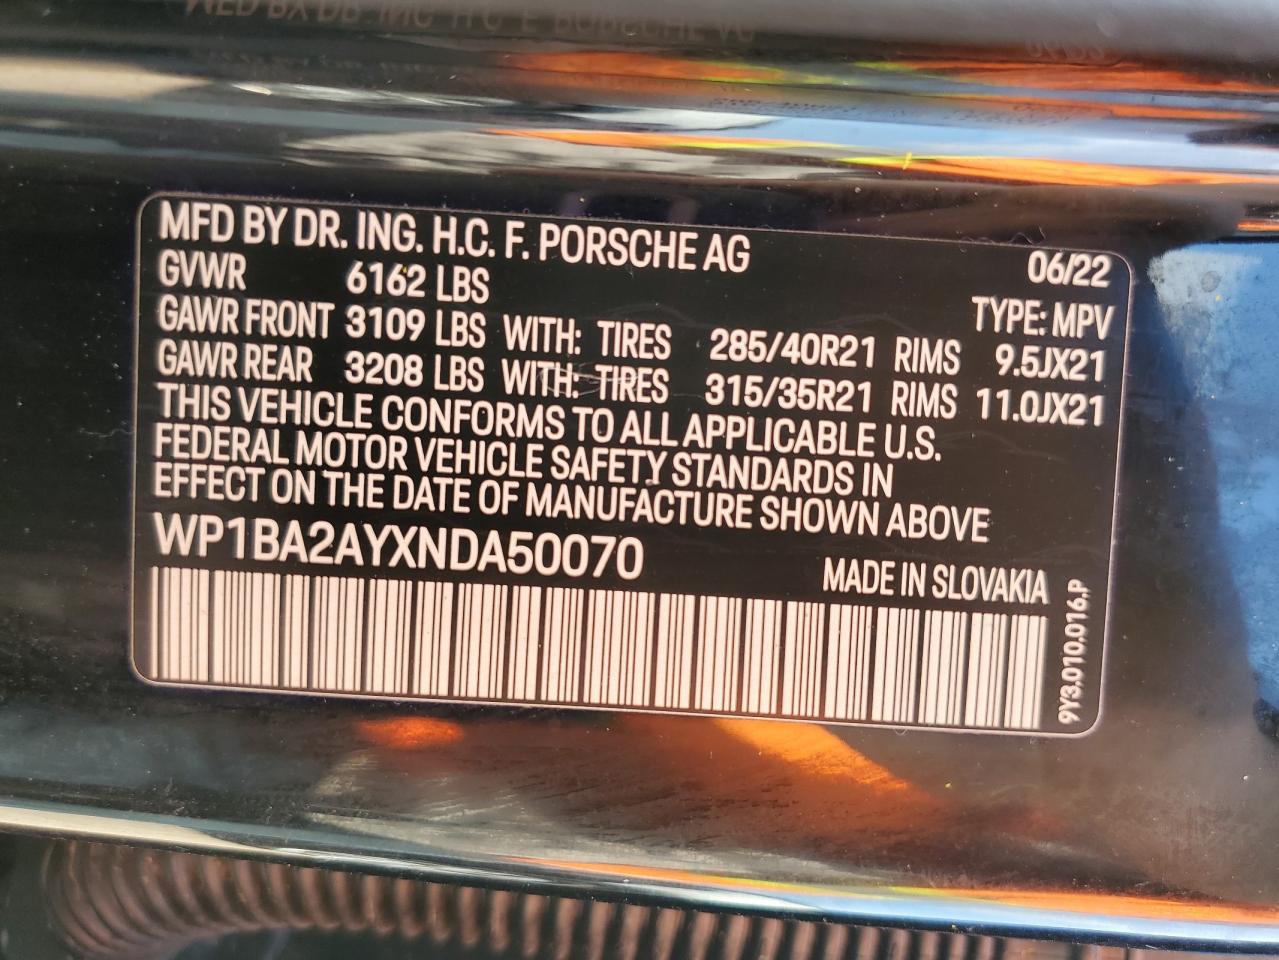 MFD BY DR. ING. H.C. F. PORSCHE AG 06/22
GVWR 6162 LBS TYPE: MPV
GAWR FRONT 3109 LBS WITH: TIRES 285/40R21 RIMS 9.5JX21
GAWR REAR 3208 LBS WITH: TIRES 315/35R21 RIMS 11.0JX21
THIS VEHICLE CONFORMS TO ALL APPLICABLE U.S.
FEDERAL MOTOR VEHICLE SAFETY STANDARDS IN
EFFECT ON THE DATE OF MANUFACTURE SHOWN ABOVE
WP1BA2AYXNDA50070
MADE IN SLOVAKIA
9Y3.010.016.P